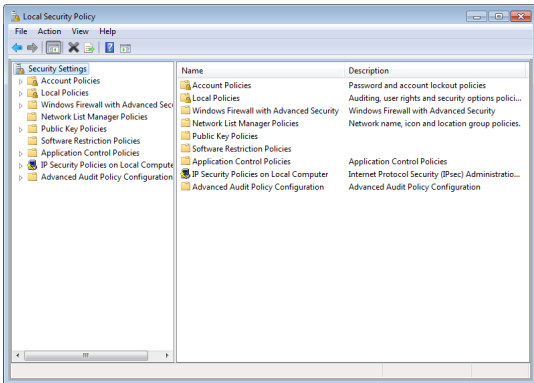 Local Security Policy
File Action View Help
Security Settings
Account Policies
Local Policies
Windows Firewall with Advanced Secu
Network List Manager Policies
Public Key Policies
Software Restriction Policies
Application Control Policies
IP Security Policies on Local Compute
Advanced Audit Policy Configuration
Name Description
Account Policies Password and account lockout policies
Local Policies Auditing, user rights and security options polici...
Windows Firewall with Advanced Security Windows Firewall with Advanced Security
Network List Manager Policies Network name, icon and location group policies.
Public Key Policies
Software Restriction Policies
Application Control Policies Application Control Policies
IP Security Policies on Local Computer Internet Protocol Security (IPsec) Administratio...
Advanced Audit Policy Configuration Advanced Audit Policy Configuration